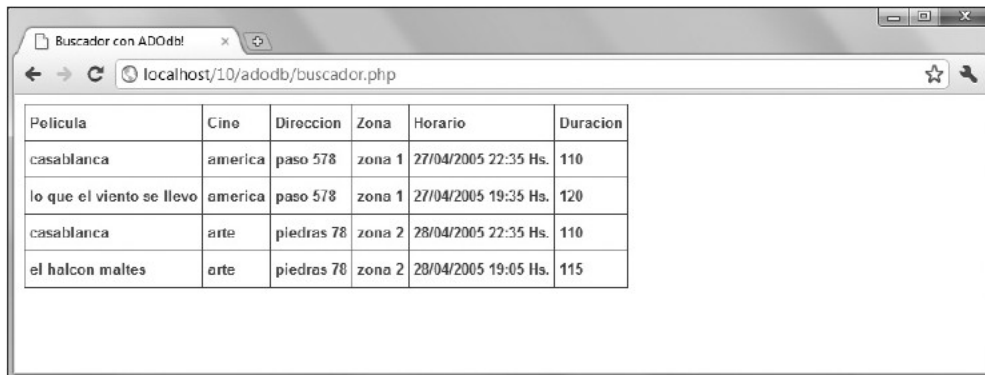 Buscador con ADOdb!
localhost/10/adodb/buscador.php
Pelicula Cine Direccion Zona Horario Duracion
casablanca america paso 578 zona 1 27/04/2005 22:35 Hs. 110
lo que el viento se llevo america paso 578 zona 1 27/04/2005 19:35 Hs. 120
casablanca arte piedras 78 zona 2 28/04/2005 22:35 Hs. 110
el halcon maltes arte piedras 78 zona 2 28/04/2005 19:05 Hs. 115